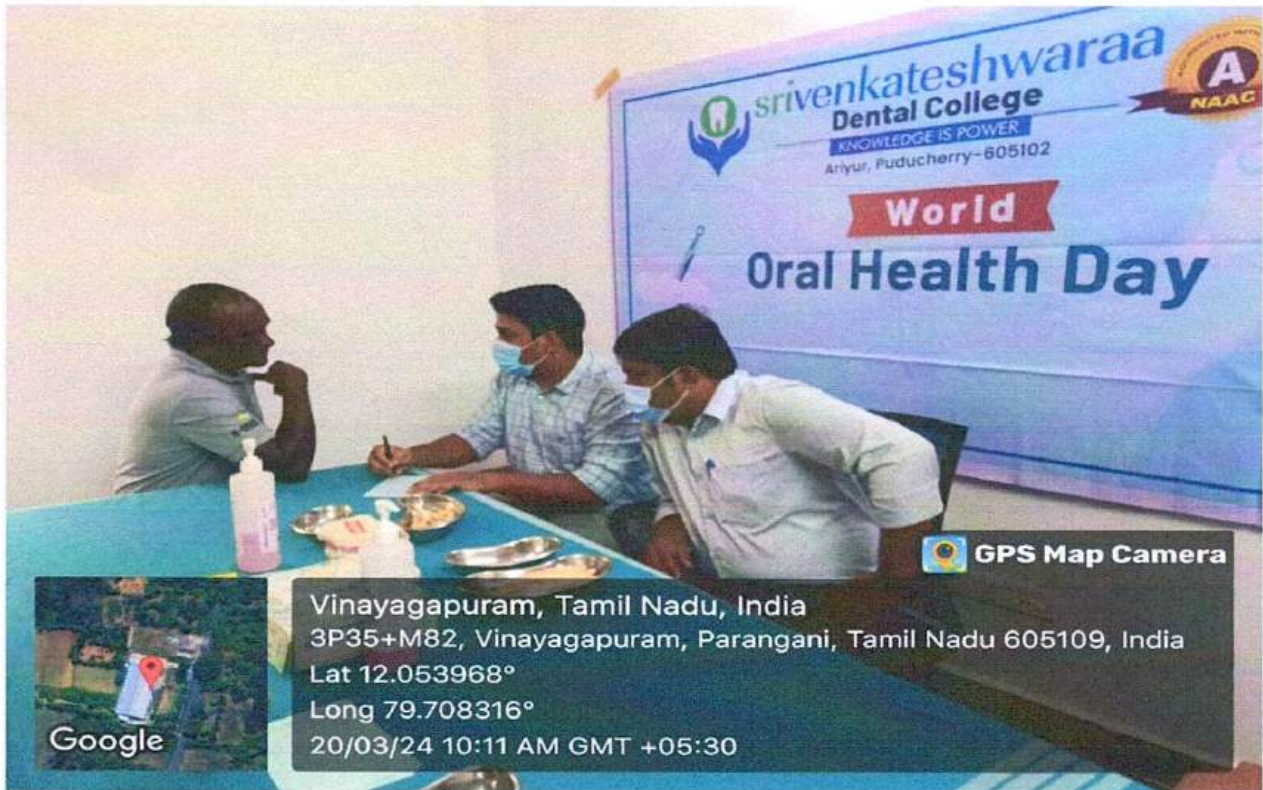 srivenkateshwaraa
Dental College
KNOWLEDGE IS POWER
Ariyur, Puducherry-605102
ACCREDITED WITH
A
NAAC
World
Oral Health Day
GPS Map Camera
Vinayagapuram, Tamil Nadu, India
3P35+M82, Vinayagapuram, Parangani, Tamil Nadu 605109, India
Lat 12.053968°
Long 79.708316°
20/03/24 10:11 AM GMT +05:30
Google